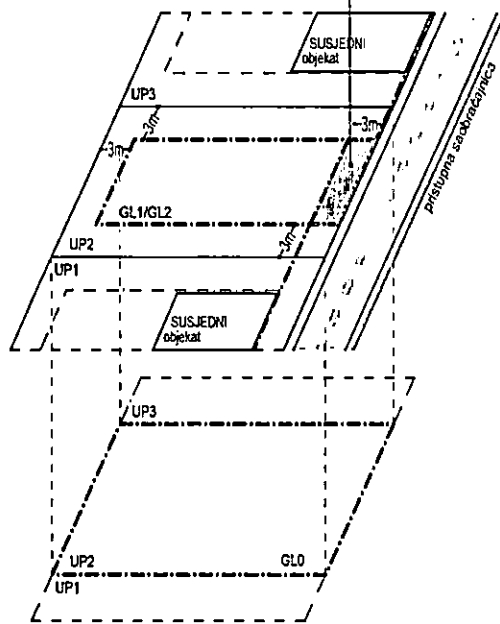 SUSJEDNI
objekat
UP3
~3m~
~3m~
~3m~
GL1/GL2
~3m~
UP2
UP1
pristupna saobraćajnica
SUSJEDNI
objekat
UP3
UP2
GL0
UP1